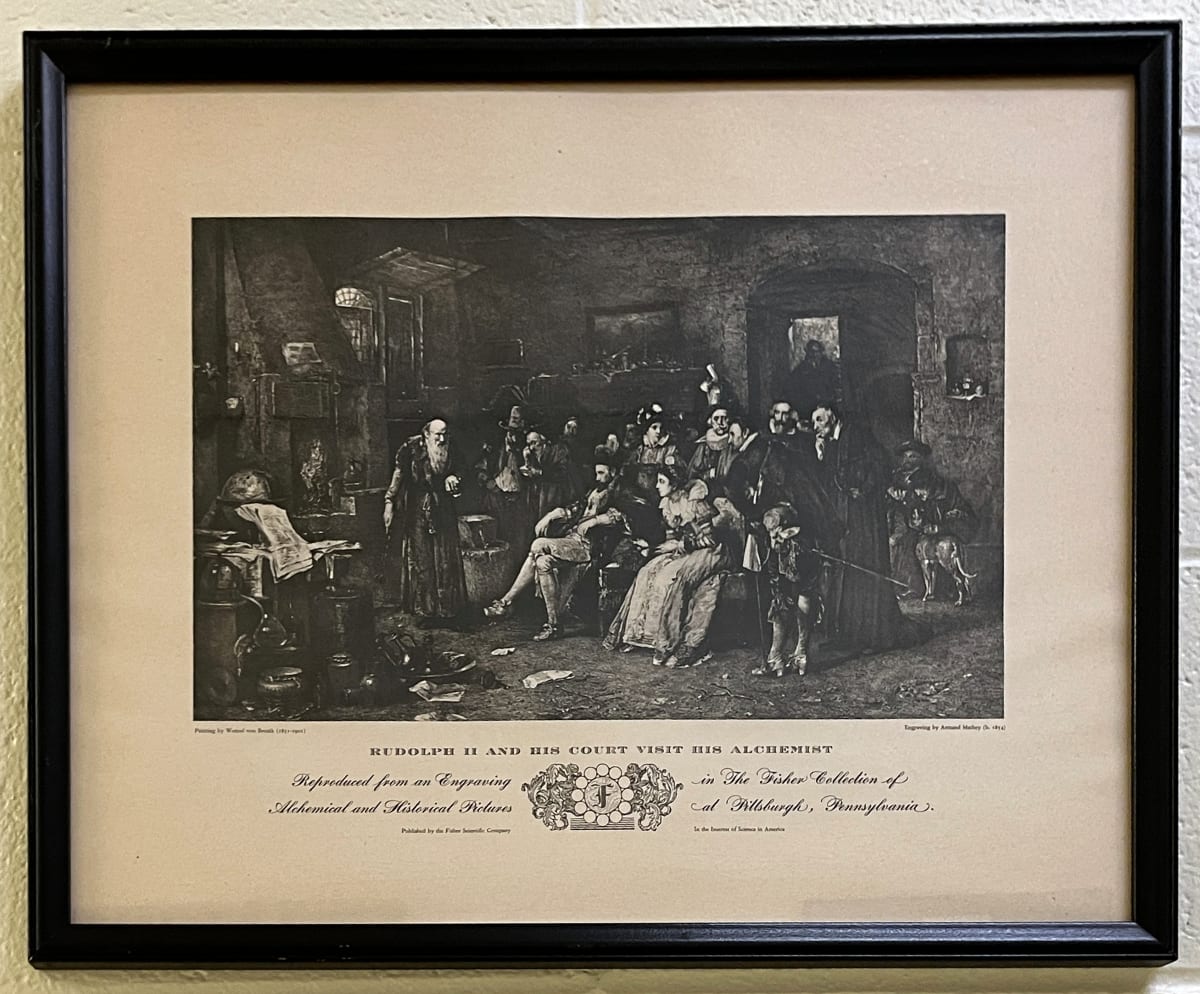 Painting by Wenzel von Brozik (1851-1901)
Engraving by Armand Mathey (b. 1854)
RUDOLPH II AND HIS COURT VISIT HIS ALCHEMIST
Reproduced from an Engraving
in The Fisher Collection of
Alchemical and Historical Pictures
at Pittsburgh, Pennsylvania.
F
Published by the Fisher Scientific Company
In the Interest of Science in America